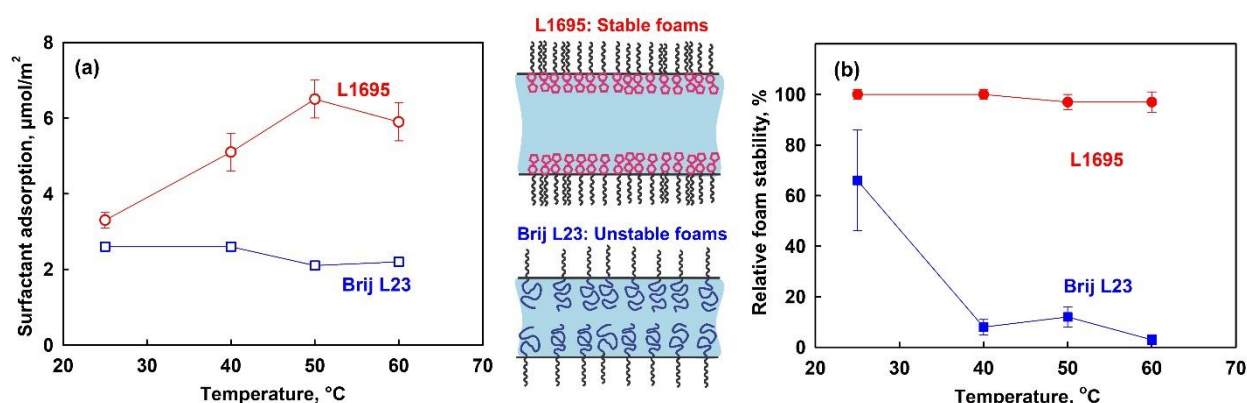 (a)
8
6
4
2
0
Surfactant adsorption, µmol/m²
L1695
Brij L23
20 30 40 50 60 70
Temperature, °C
L1695: Stable foams
Brij L23: Unstable foams
(b)
100
80
60
40
20
0
Relative foam stability, %
L1695
Brij L23
20 30 40 50 60 70
Temperature, °C